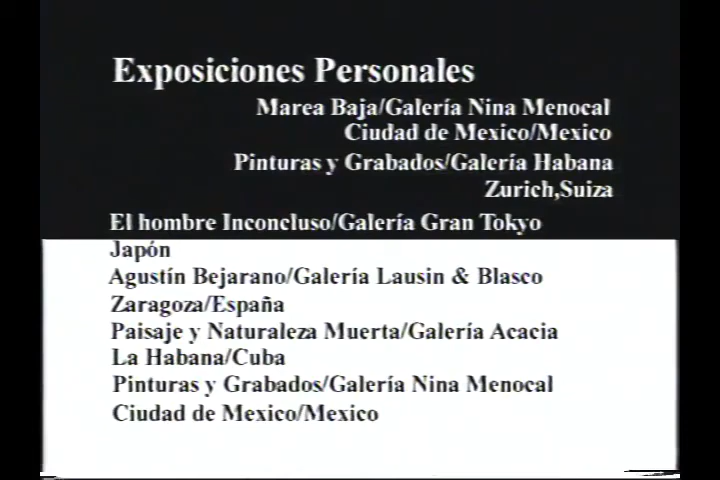 Exposiciones Personales
Marea Baja/Galería Nina Menocal
Ciudad de Mexico/Mexico
Pinturas y Grabados/Galería Habana
Zurich,Suiza
El hombre Inconcluso/Galería Gran Tokyo
Japón
Agustín Bejarano/Galería Lausin & Blasco
Zaragoza/España
Paisaje y Naturaleza Muerta/Galería Acacia
La Habana/Cuba
Pinturas y Grabados/Galería Nina Menocal
Ciudad de Mexico/Mexico